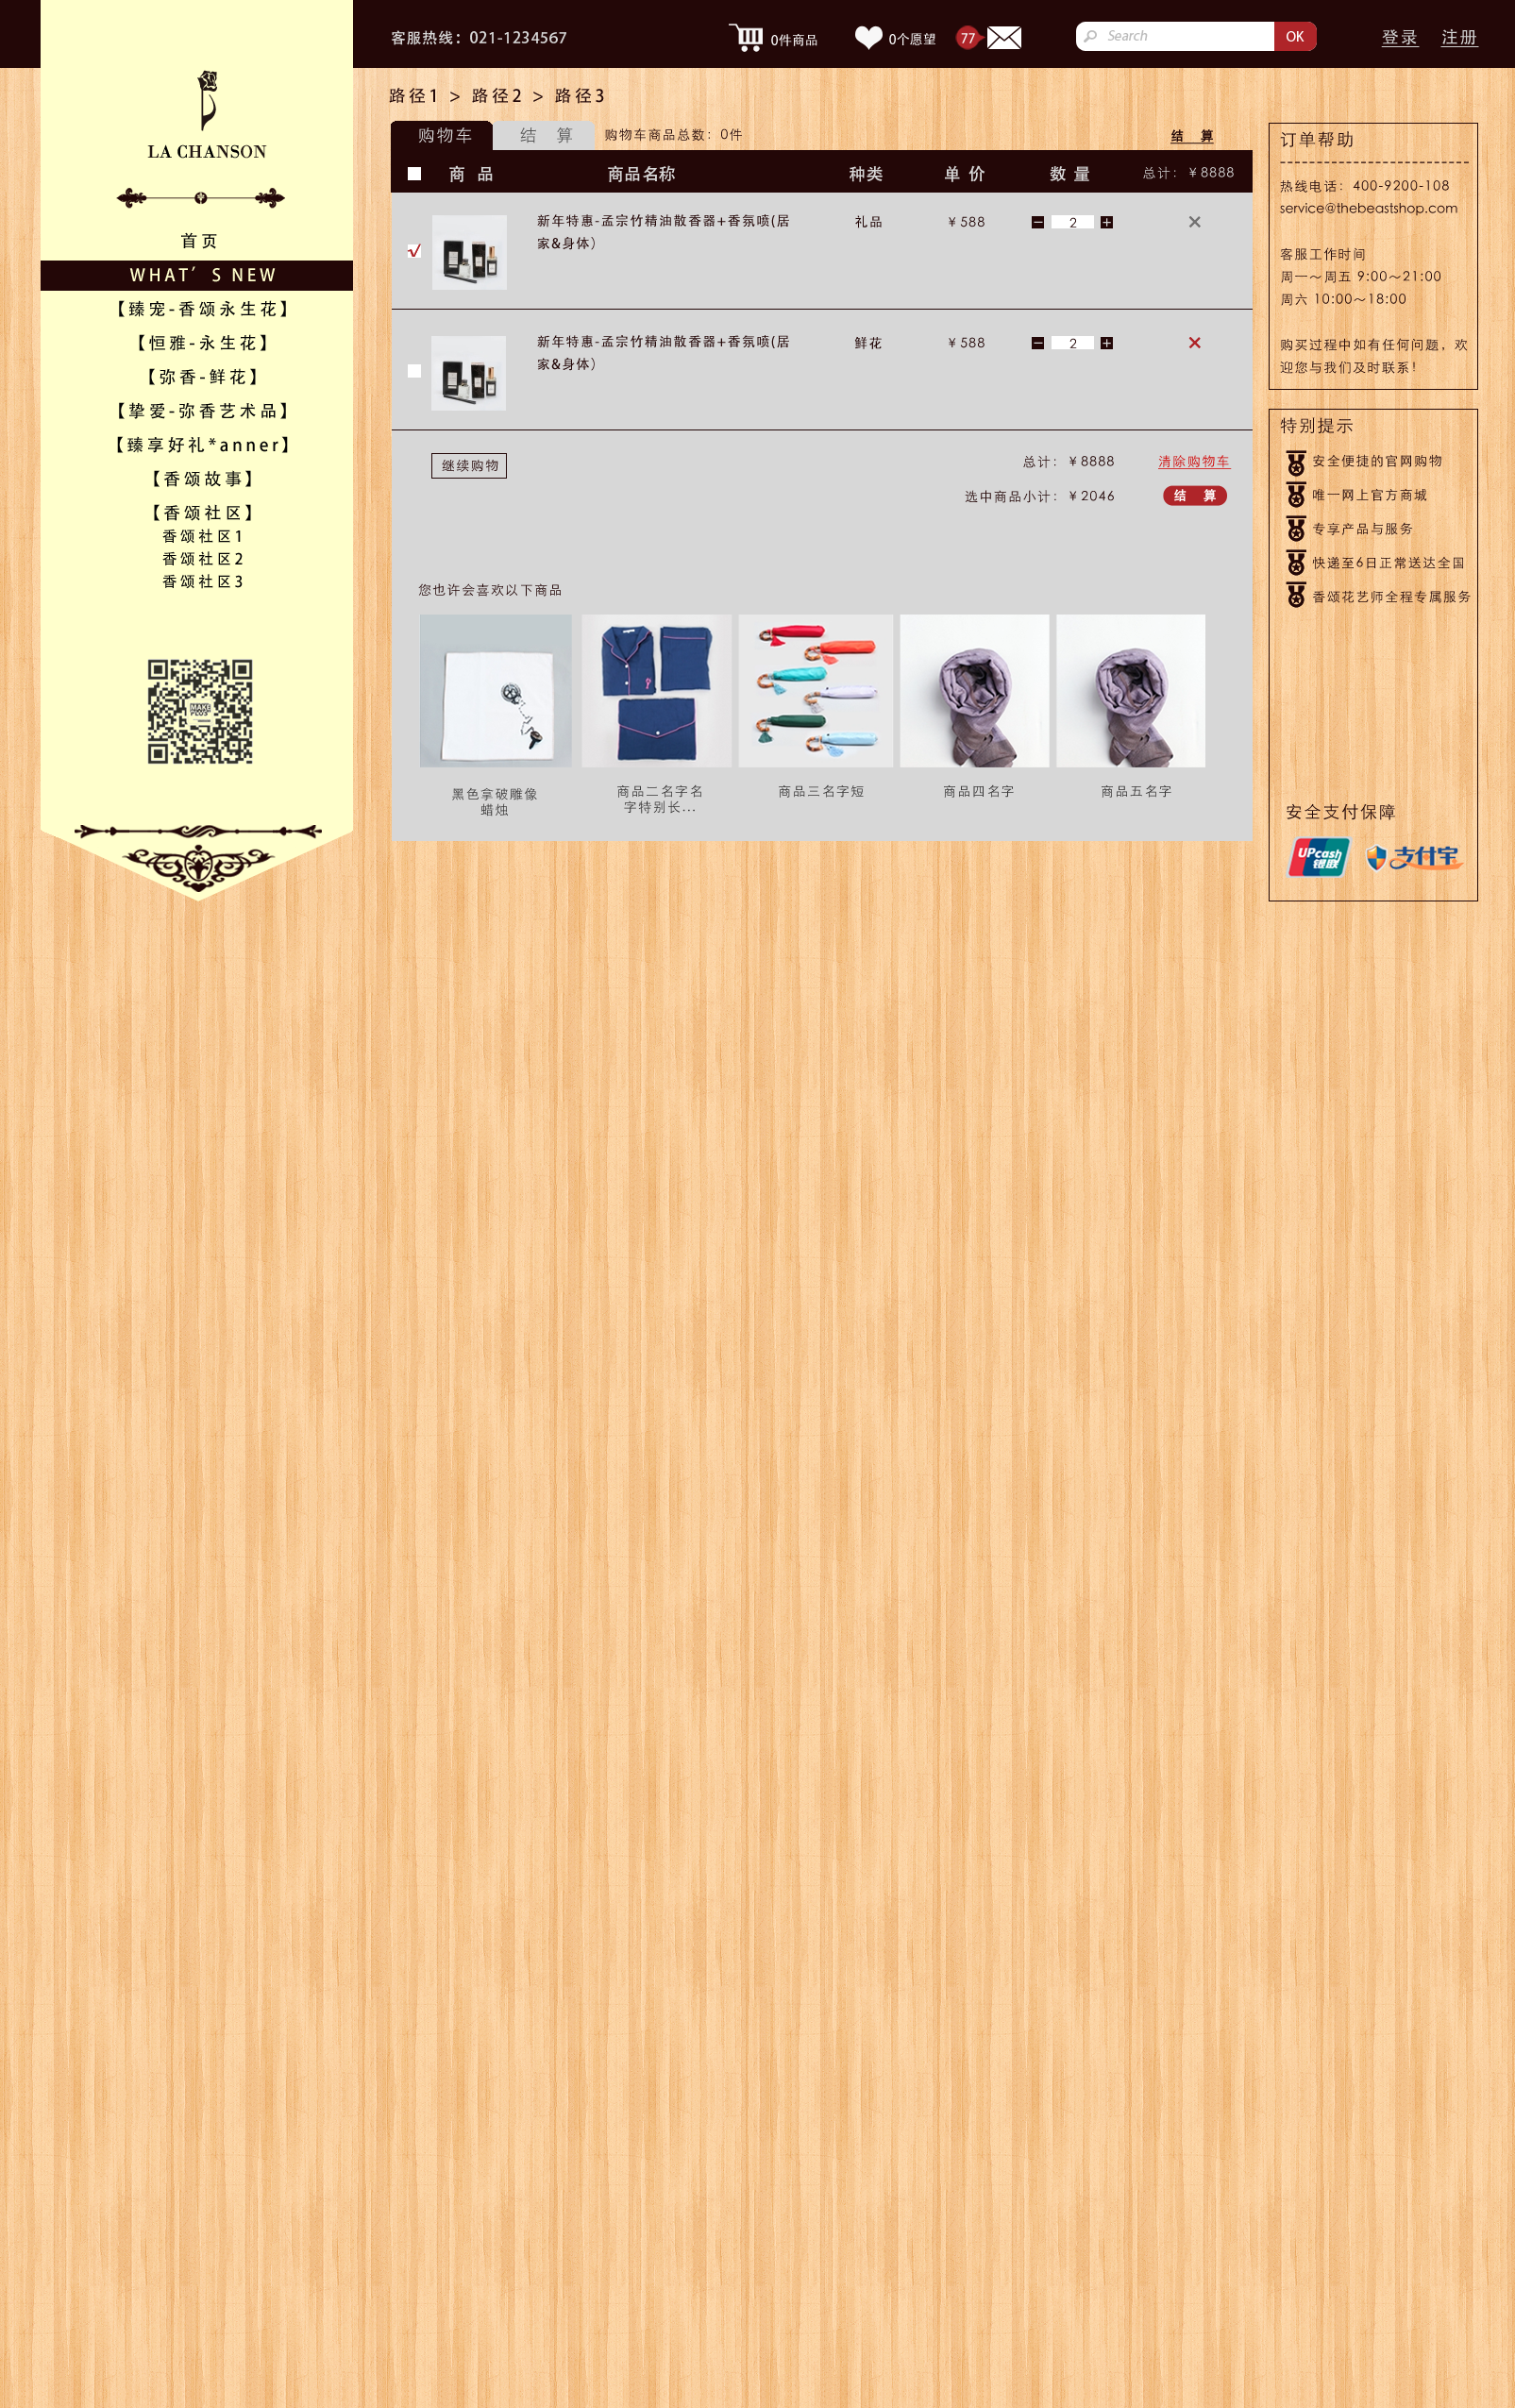 客服热线：021-1234567
0件商品
0个愿望
77
Search
OK
登录
注册
LA CHANSON
首页
WHAT’S NEW
【臻宠-香颂永生花】
【恒雅-永生花】
【弥香-鲜花】
【挚爱-弥香艺术品】
【臻享好礼*anner】
【香颂故事】
【香颂社区】
香颂社区1
香颂社区2
香颂社区3
MAKE
PLUS
路径1 > 路径2 > 路径3
购物车
结 算
购物车商品总数：0件
结 算
商 品
商品名称
种类
单 价
数 量
总计：￥8888
新年特惠-孟宗竹精油散香器+香氛喷(居
家&身体）
礼品
￥588
2
新年特惠-孟宗竹精油散香器+香氛喷(居
家&身体）
鲜花
￥588
2
继续购物
总计：￥8888
清除购物车
选中商品小计：￥2046
结 算
您也许会喜欢以下商品
黑色拿破雕像
蜡烛
商品二名字名
字特别长...
商品三名字短
商品四名字
商品五名字
订单帮助
热线电话：400-9200-108
service@thebeastshop.com
客服工作时间
周一～周五 9:00～21:00
周六 10:00～18:00
购买过程中如有任何问题，欢
迎您与我们及时联系！
特别提示
安全便捷的官网购物
唯一网上官方商城
专享产品与服务
快递至6日正常送达全国
香颂花艺师全程专属服务
安全支付保障
UPcash
银联
支付宝